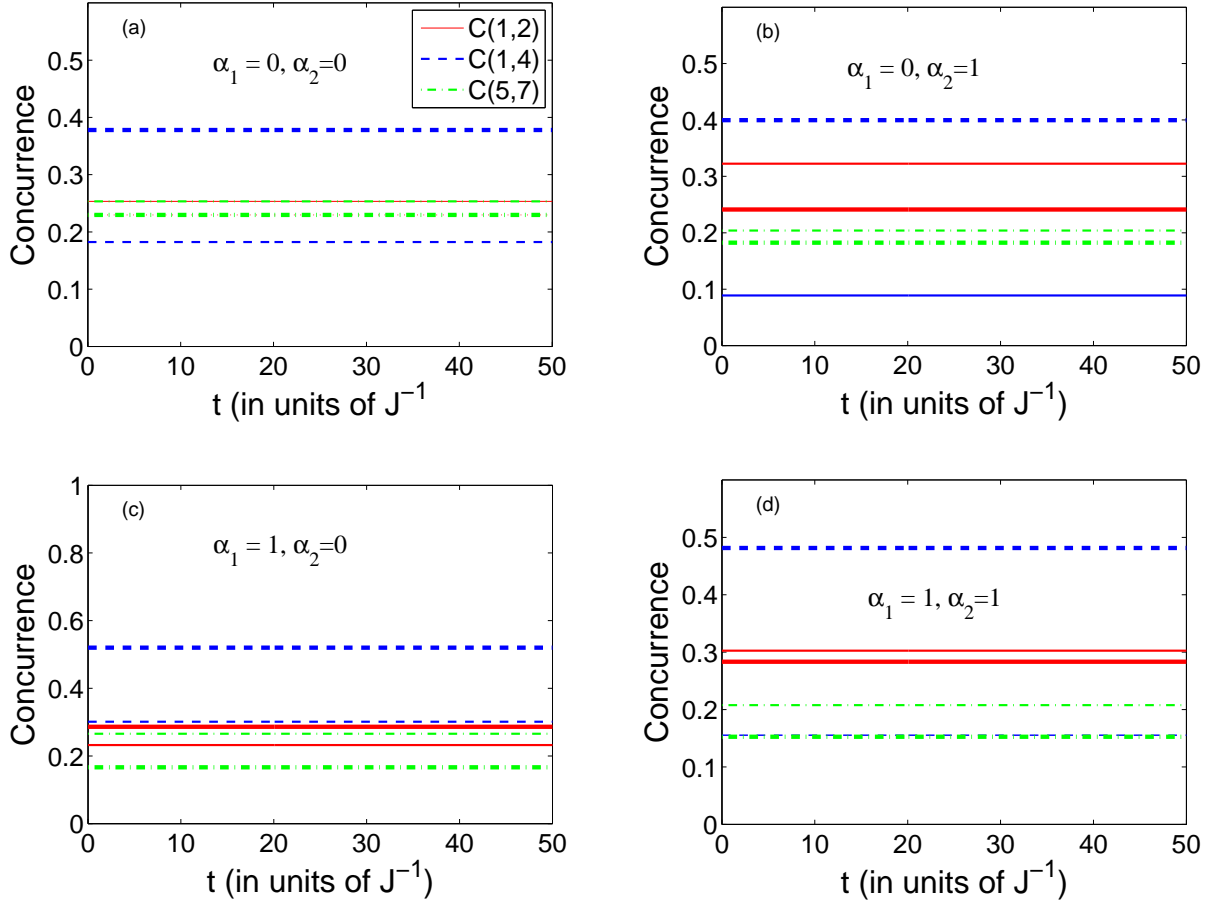 (a)
α1 = 0, α2=0
C(1,2)
C(1,4)
C(5,7)
Concurrence
0.5
0.4
0.3
0.2
0.1
0
0 10 20 30 40 50
t (in units of J−1
(b)
α1 = 0, α2=1
Concurrence
0.5
0.4
0.3
0.2
0.1
0
0 10 20 30 40 50
t (in units of J−1)
(c)
α1 = 1, α2=0
Concurrence
1
0.8
0.6
0.4
0.2
0
0 10 20 30 40 50
t (in units of J−1)
(d)
α1 = 1, α2=1
Concurrence
0.5
0.4
0.3
0.2
0.1
0
0 10 20 30 40 50
t (in units of J−1)